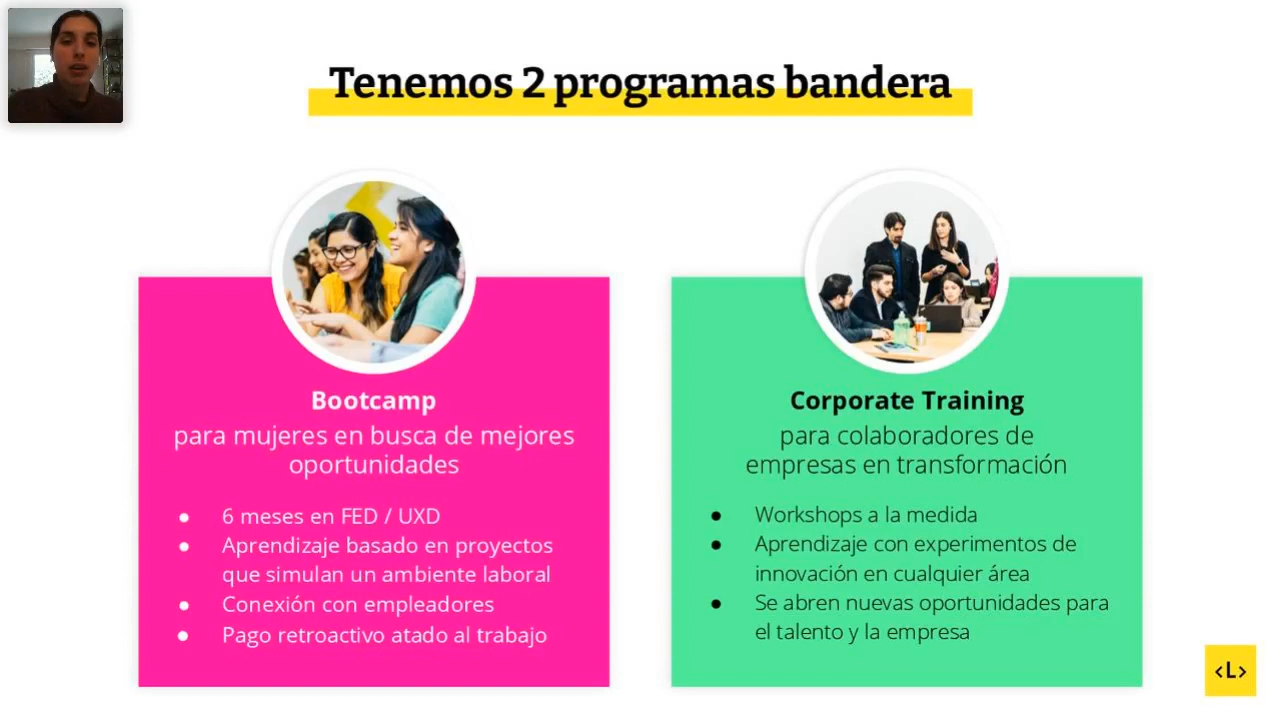 Tenemos 2 programas bandera
Bootcamp
para mujeres en busca de mejores
oportunidades
● 6 meses en FED / UXD
● Aprendizaje basado en proyectos
que simulan un ambiente laboral
● Conexión con empleadores
● Pago retroactivo atado al trabajo
Corporate Training
para colaboradores de
empresas en transformación
● Workshops a la medida
● Aprendizaje con experimentos de
innovación en cualquier área
● Se abren nuevas oportunidades para
el talento y la empresa
<L>